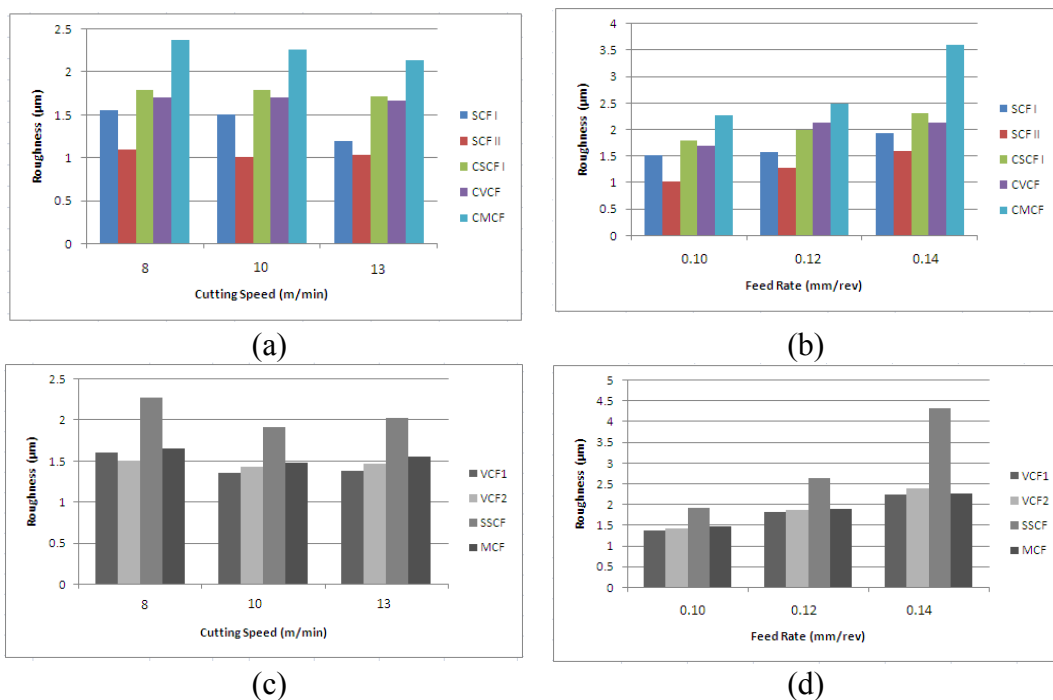 2.5
2
1.5
1
0.5
0
Roughness (µm)
8 10 13
Cutting Speed (m/min)
SCF I
SCF II
CSCF I
CVCF
CMCF
(a)
4
3.5
3
2.5
2
1.5
1
0.5
0
Roughness (µm)
0.10 0.12 0.14
Feed Rate (mm/rev)
SCF I
SCF II
CSCF I
CVCF
CMCF
(b)
2.5
2
1.5
1
0.5
0
Roughness (µm)
8 10 13
Cutting Speed (m/min)
VCF1
VCF2
SSCF
MCF
(c)
5
4.5
4
3.5
3
2.5
2
1.5
1
0.5
0
Roughness (µm)
0.10 0.12 0.14
Feed Rate (mm/rev)
VCF1
VCF2
SSCF
MCF
(d)